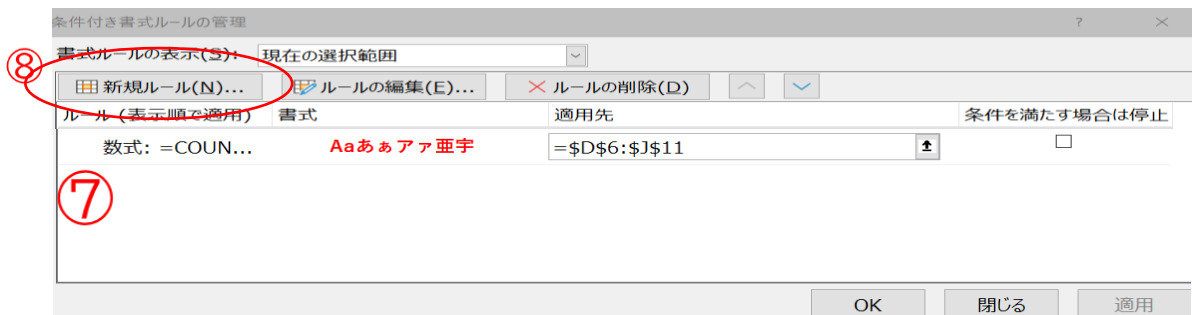 条件付き書式ルールの管理 ? ×
⑧ 書式ルールの表示(S): 現在の選択範囲
新規ルール(N)... ルールの編集(E)... × ルールの削除(D)
ルール (表示順で適用) 書式 適用先 条件を満たす場合は停止
数式: =COUN... Aaあぁアァ亜宇 =$D$6:$J$11
⑦
OK 閉じる 適用